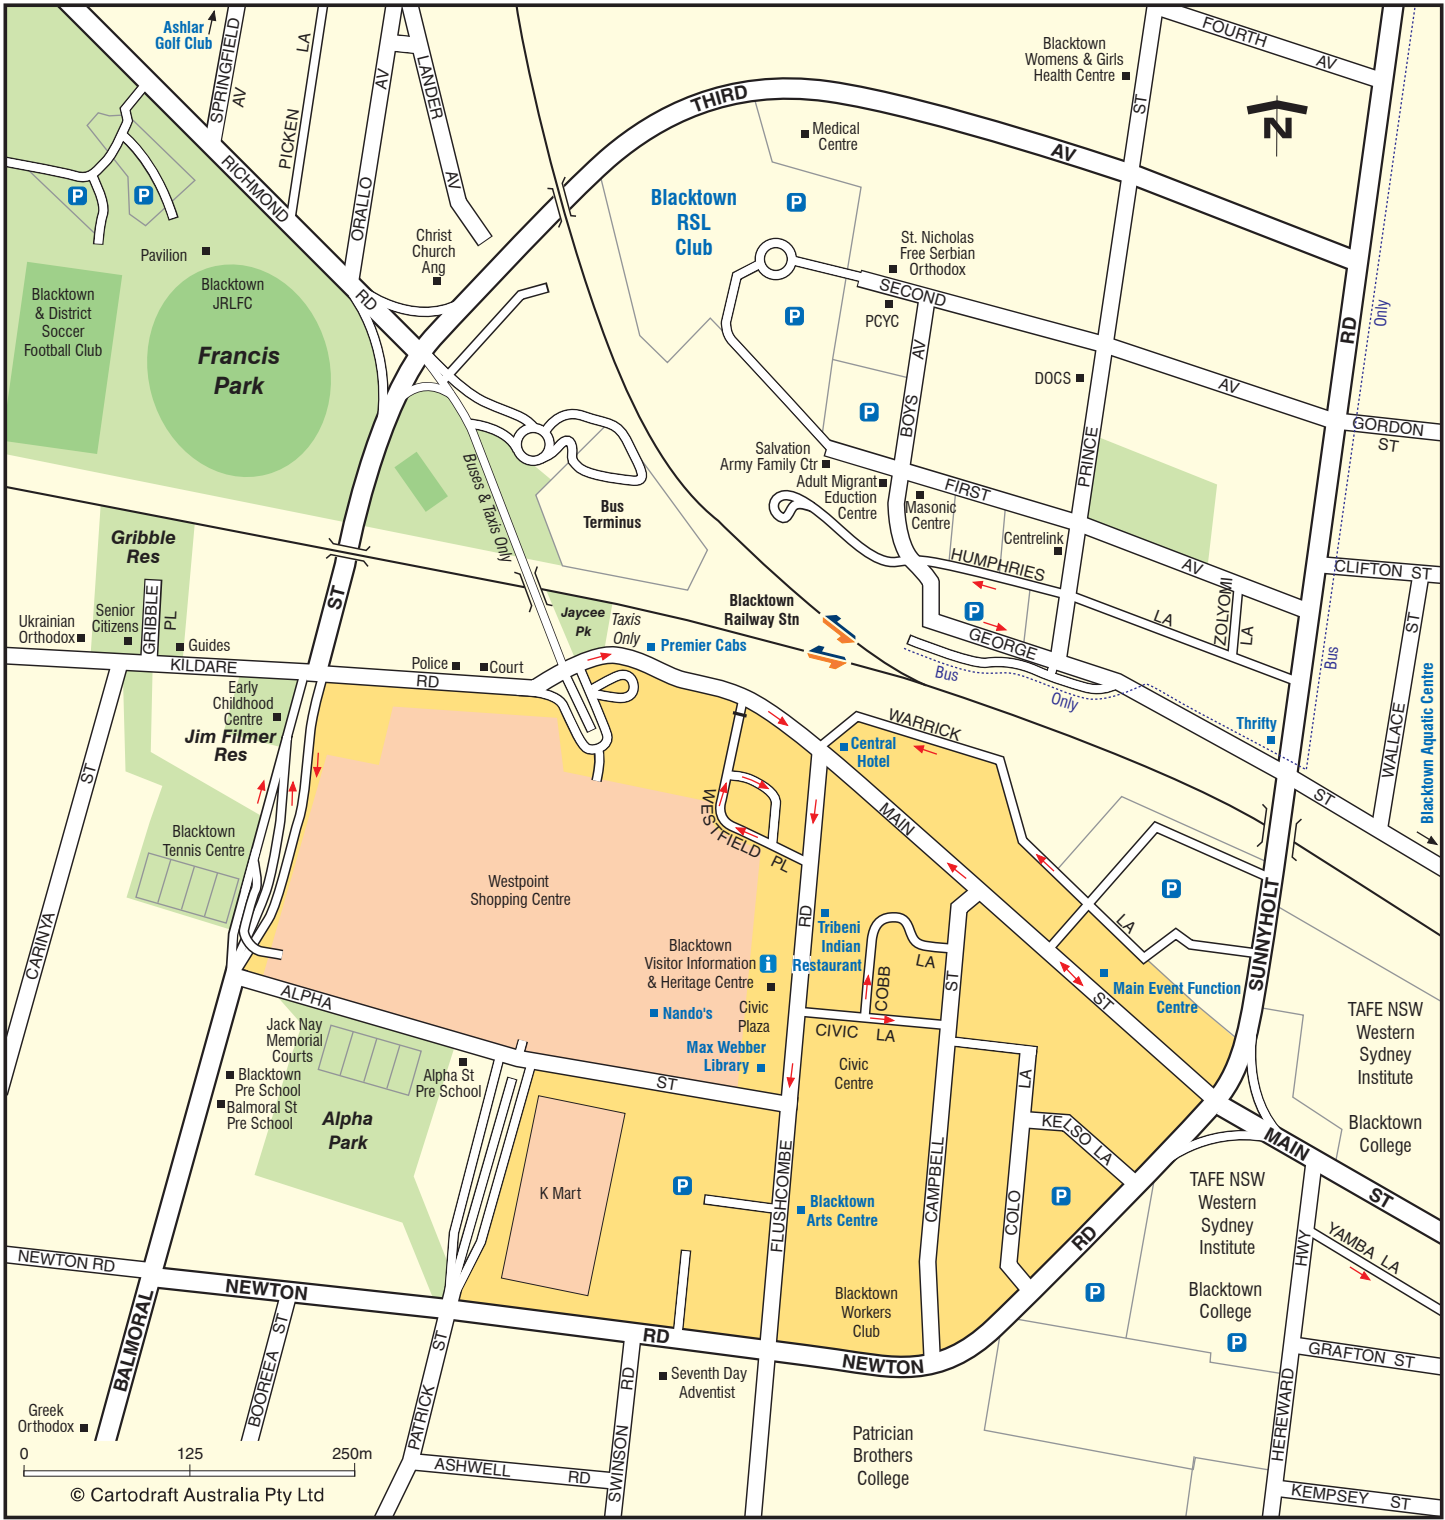 Ashlar
Golf Club
SPRINGFIELD
AV
PICKEN
LA
ORALLO
AV
LANDER
AV
RICHMOND
RD
THIRD
AV
FOURTH
AV
Blacktown
Womens & Girls
Health Centre
ST
N
Medical
Centre
Blacktown
RSL
Club
P
P
P
P
P
Pavilion
Blacktown
JRLFC
Francis
Park
Blacktown
& District
Soccer
Football Club
Christ
Church
Ang
St. Nicholas
Free Serbian
Orthodox
SECOND
AV
PCYC
BOYS
AV
DOCS
PRINCE
RD
Only
GORDON
ST
Salvation
Army Family Ctr
Adult Migrant
Eduction
Centre
FIRST
AV
Masonic
Centre
Centrelink
HUMPHRIES
LA
ZOLYOMI
LA
CLIFTON ST
P
GEORGE
ST
Bus
Only
Bus
WALLACE
ST
Blacktown Aquatic Centre
Thrifty
Buses & Taxis Only
Bus
Terminus
Gribble
Res
GRIBBLE
PL
Ukrainian
Orthodox
Senior
Citizens
Guides
ST
KILDARE
RD
Police
Court
Jaycee
Pk
Taxis
Only
Premier Cabs
Blacktown
Railway Stn
Early
Childhood
Centre
Jim Filmer
Res
Blacktown
Tennis Centre
CARINYA
ST
Westpoint
Shopping Centre
WESTFIELD PL
Central
Hotel
WARRICK
LA
MAIN
ST
P
SUNNYHOLT
RD
Tribeni
Indian
Restaurant
Blacktown
Visitor Information
& Heritage Centre
i
Nando's
Civic
Plaza
Max Webber
Library
COBB
LA
ST
CIVIC LA
Civic
Centre
Main Event Function
Centre
TAFE NSW
Western
Sydney
Institute
Blacktown
College
ALPHA
ST
Jack Nay
Memorial
Courts
Blacktown
Pre School
Balmoral St
Pre School
Alpha St
Pre School
Alpha
Park
K Mart
P
FLUSHCOMBE
Blacktown
Arts Centre
CAMPBELL
LA
COLO
KELSO LA
P
RD
MAIN
ST
TAFE NSW
Western
Sydney
Institute
Blacktown
College
P
P
HWY
HEREWARD
YAMBA LA
GRAFTON ST
KEMPSEY ST
NEWTON RD
NEWTON
RD
NEWTON
BALMORAL
BOOREEA ST
PATRICK
ST
Blacktown
Workers
Club
Seventh Day
Adventist
SWINSON
RD
ASHWELL RD
Patrician
Brothers
College
Greek
Orthodox
0 125 250m
© Cartodraft Australia Pty Ltd